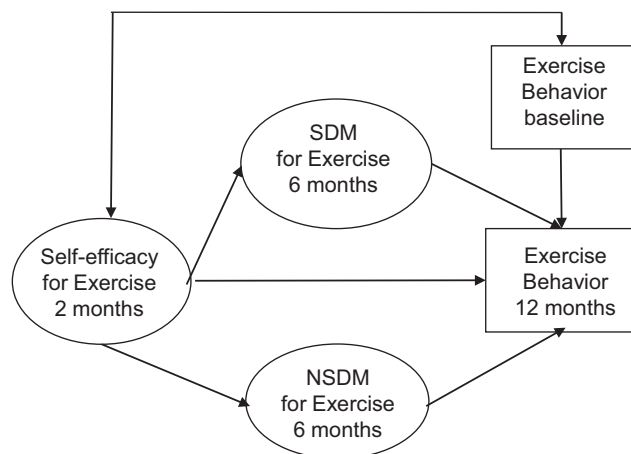 Exercise
Behavior
baseline
SDM
for Exercise
6 months
Self-efficacy
for Exercise
2 months
Exercise
Behavior
12 months
NSDM
for Exercise
6 months